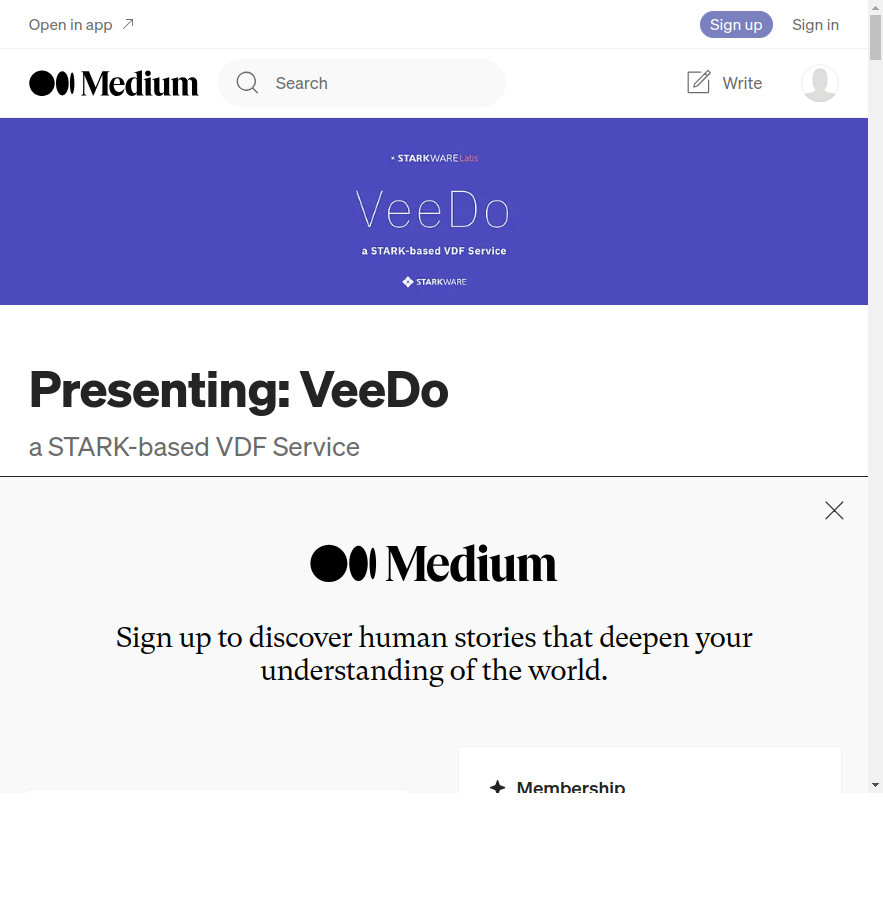 Open in app
Sign up
Sign in
Medium
Search
Write
STARKWARE Labs
VeeDo
a STARK-based VDF Service
STARKWARE
Presenting: VeeDo
a STARK-based VDF Service
Medium
Sign up to discover human stories that deepen your
understanding of the world.
Membership